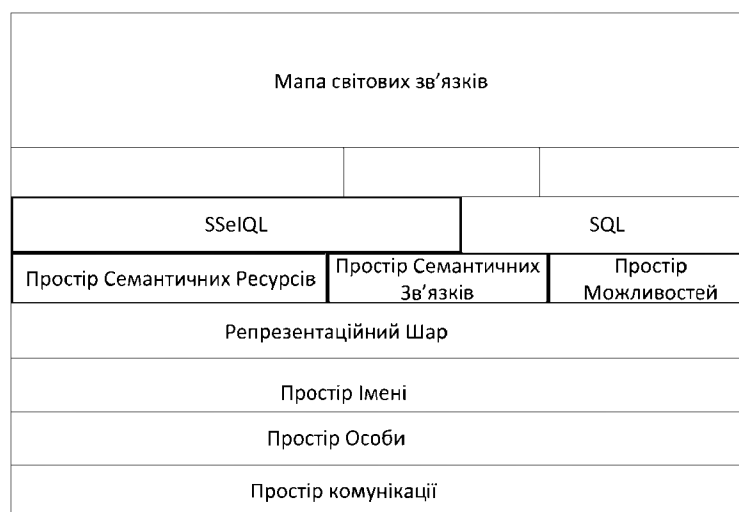 Мапа світових зв’язків
SSelQL
SQL
Простір Семантичних Ресурсів
Простір Семантичних
Зв’язків
Простір
Можливостей
Репрезентаційний Шар
Простір Імені
Простір Особи
Простір комунікації